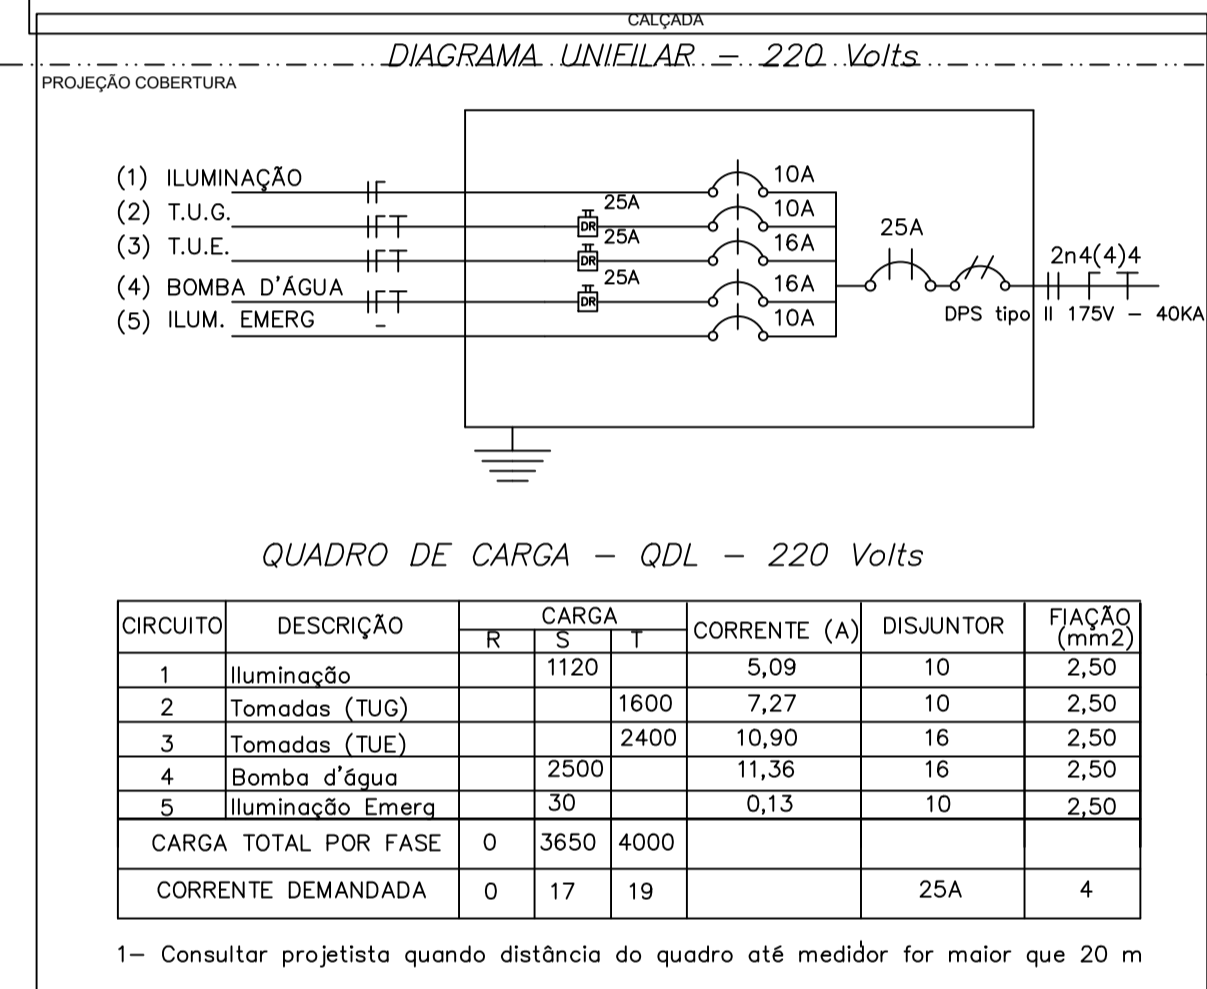 CALÇADA
DIAGRAMA UNIFILAR – 220 Volts
PROJEÇÃO COBERTURA
(1) ILUMINAÇÃO 10A
(2) T.U.G. DR 25A 10A
(3) T.U.E. DR 25A 16A
(4) BOMBA D'ÁGUA DR 25A 16A
(5) ILUM. EMERG 10A
25A
2n4(4)4
DPS tipo II 175V – 40KA
QUADRO DE CARGA – QDL – 220 Volts
CIRCUITO DESCRIÇÃO CARGA CORRENTE (A) DISJUNTOR FIAÇÃO (mm2)
R S T
1 Iluminação 1120 5,09 10 2,50
2 Tomadas (TUG) 1600 7,27 10 2,50
3 Tomadas (TUE) 2400 10,90 16 2,50
4 Bomba d'água 2500 11,36 16 2,50
5 Iluminação Emerg 30 0,13 10 2,50
CARGA TOTAL POR FASE 0 3650 4000
CORRENTE DEMANDADA 0 17 19 25A 4
1– Consultar projetista quando distância do quadro até medidor for maior que 20 m